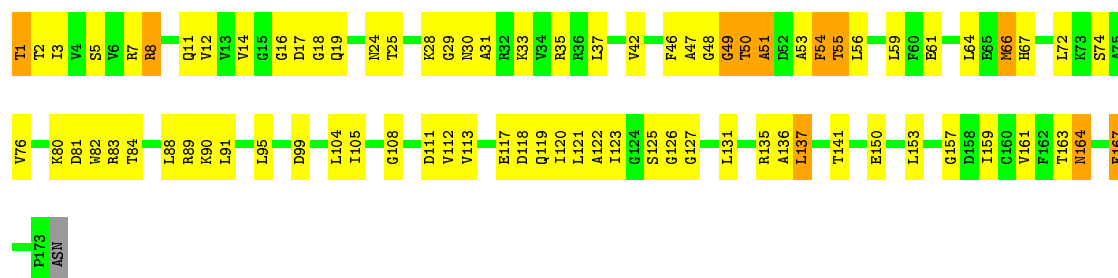 T1 T2 I3 V4 S5 V6 R7 R8 Q11 V12 V13 V14 G15 G16 D17 G18 Q19 N24 T25 K28 G29 N30 A31 R32 K33 V34 R35 R36 L37 V42 F46 A47 G48 G49 T50 A51 D52 A53 F54 T55 L56 L59 F60 E61 L64 E65 M66 H67 L72 K73 S74 A75
V76 K80 D81 W82 R83 T84 L88 R89 K90 L91 L95 D99 L104 I105 G108 D111 V112 V113 E117 D118 Q119 I120 L121 A122 I123 G124 S125 G126 G127 L131 R135 A136 L137 T141 E150 L153 G157 D158 I159 C160 V161 F162 T163 N164
P173 ASN